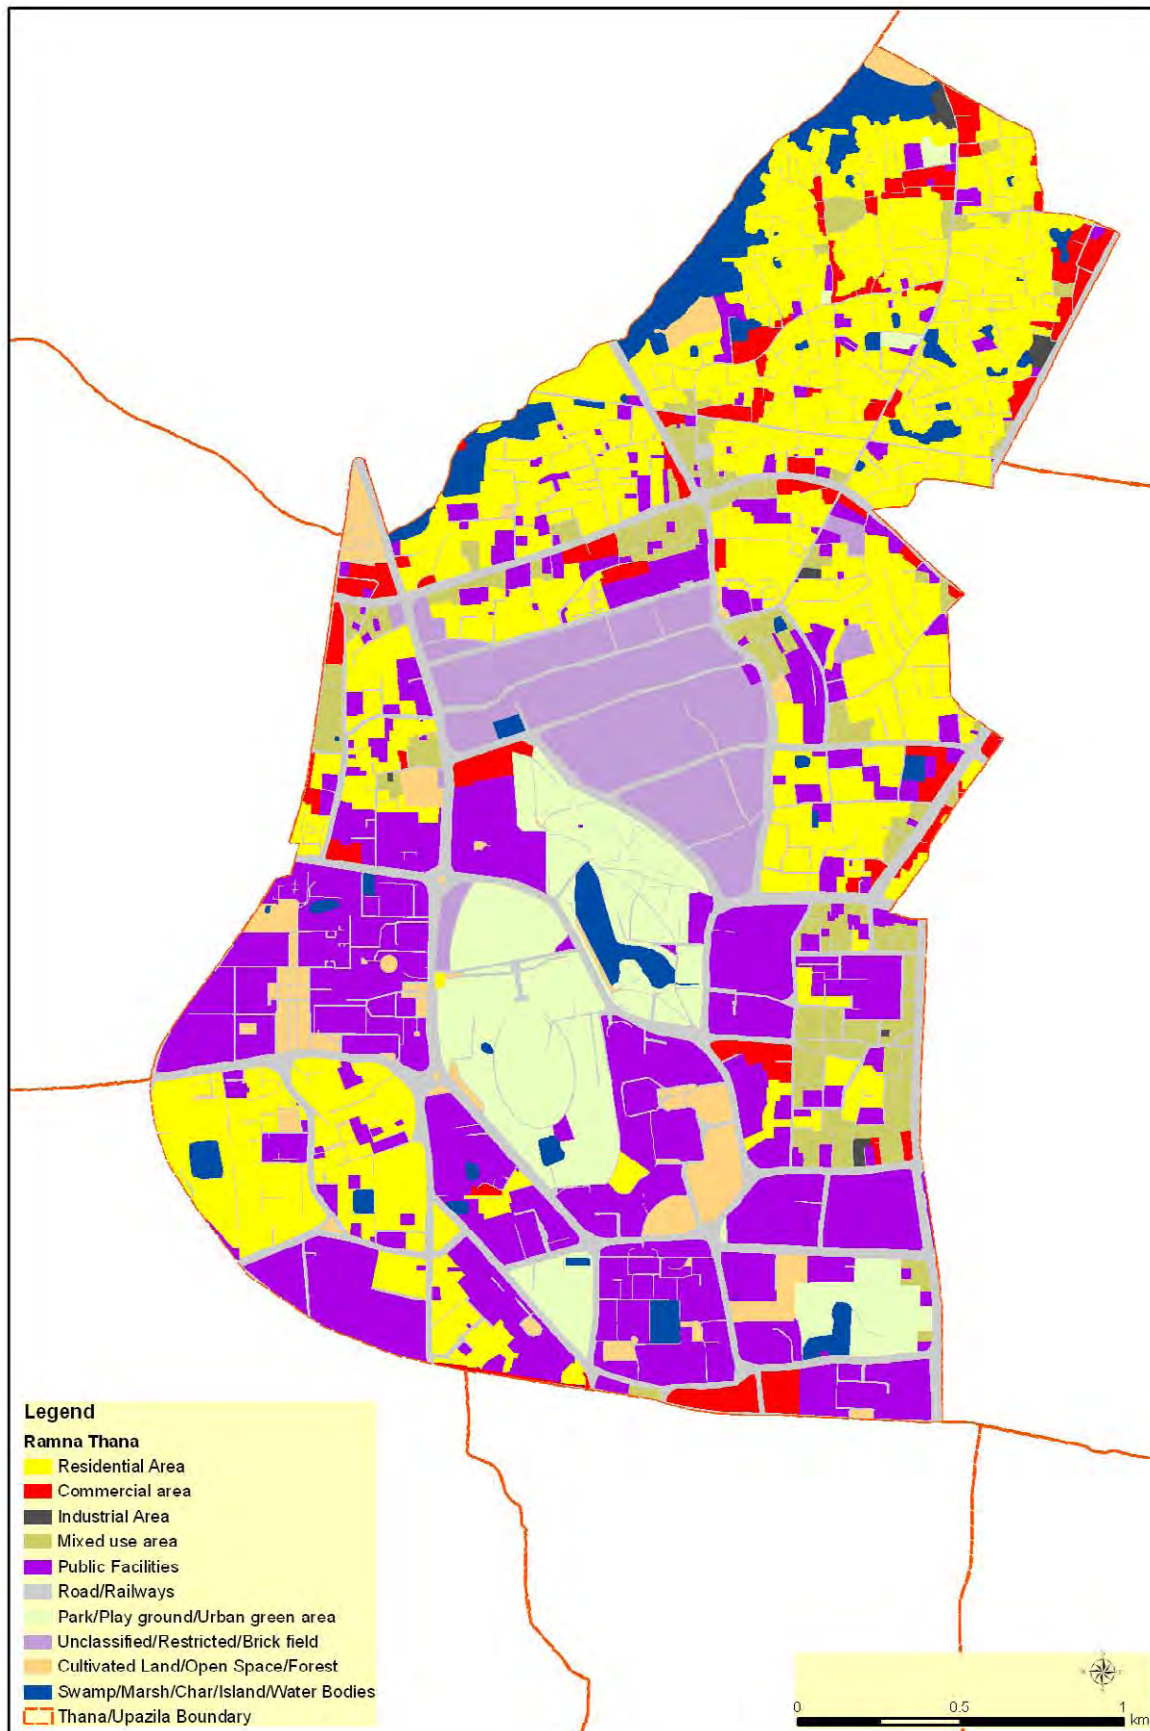 Legend
Ramna Thana
Residential Area
Commercial area
Industrial Area
Mixed use area
Public Facilities
Road/Railways
Park/Play ground/Urban green area
Unclassified/Restricted/Brick field
Cultivated Land/Open Space/Forest
Swamp/Marsh/Char/Island/Water Bodies
Thana/Upazila Boundary
0 0.5 1
km